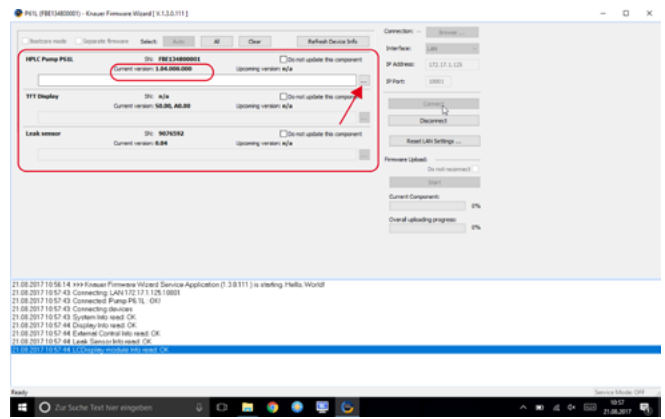 P6.1L (FBE134800001) - Knauer Firmware Wizard [ V.1.3.0.111 ]
Bootizore mode Separate firmware Select: Auto All Clear Refresh Device Info
HPLC Pump P6.1L SN: FBE134800001 Do not update this component
Current version: 1.04.000.000 Upcoming version: n/a
...
TFT Display SN: n/a Do not update this component
Current version: 50.00, A0.00 Upcoming version: n/a
...
Leak sensor SN: 9076592 Do not update this component
Current version: 0.04 Upcoming version: n/a
...
Connection: Browse ...
Interface: LAN
IP Address: 172.17.1.125
IP Port: 10001
Connect
Disconnect
Reset LAN Settings ...
Firmware Upload:
Do not reconnect
Start
Current Component:
0%
Overall uploading progress:
0%
21.08.2017 10:56:14: >>> Knauer Firmware Wizard Service Application (1.3.0.111 ) is starting. Hello, World!
21.08.2017 10:57:43: Connecting: LAN 172.17.1.125:10001
21.08.2017 10:57:43: Connected: Pump P6.1L : OK!
21.08.2017 10:57:43: Connecting devices
21.08.2017 10:57:43: System Info read: OK.
21.08.2017 10:57:44: Display Info read: OK.
21.08.2017 10:57:44: External Control Info read: OK.
21.08.2017 10:57:44: Leak Sensor Info read: OK.
21.08.2017 10:57:44: LCDisplay module Info read: OK.
Ready Service Mode: OFF
Zur Suche Text hier eingeben
10:57
21.08.2017